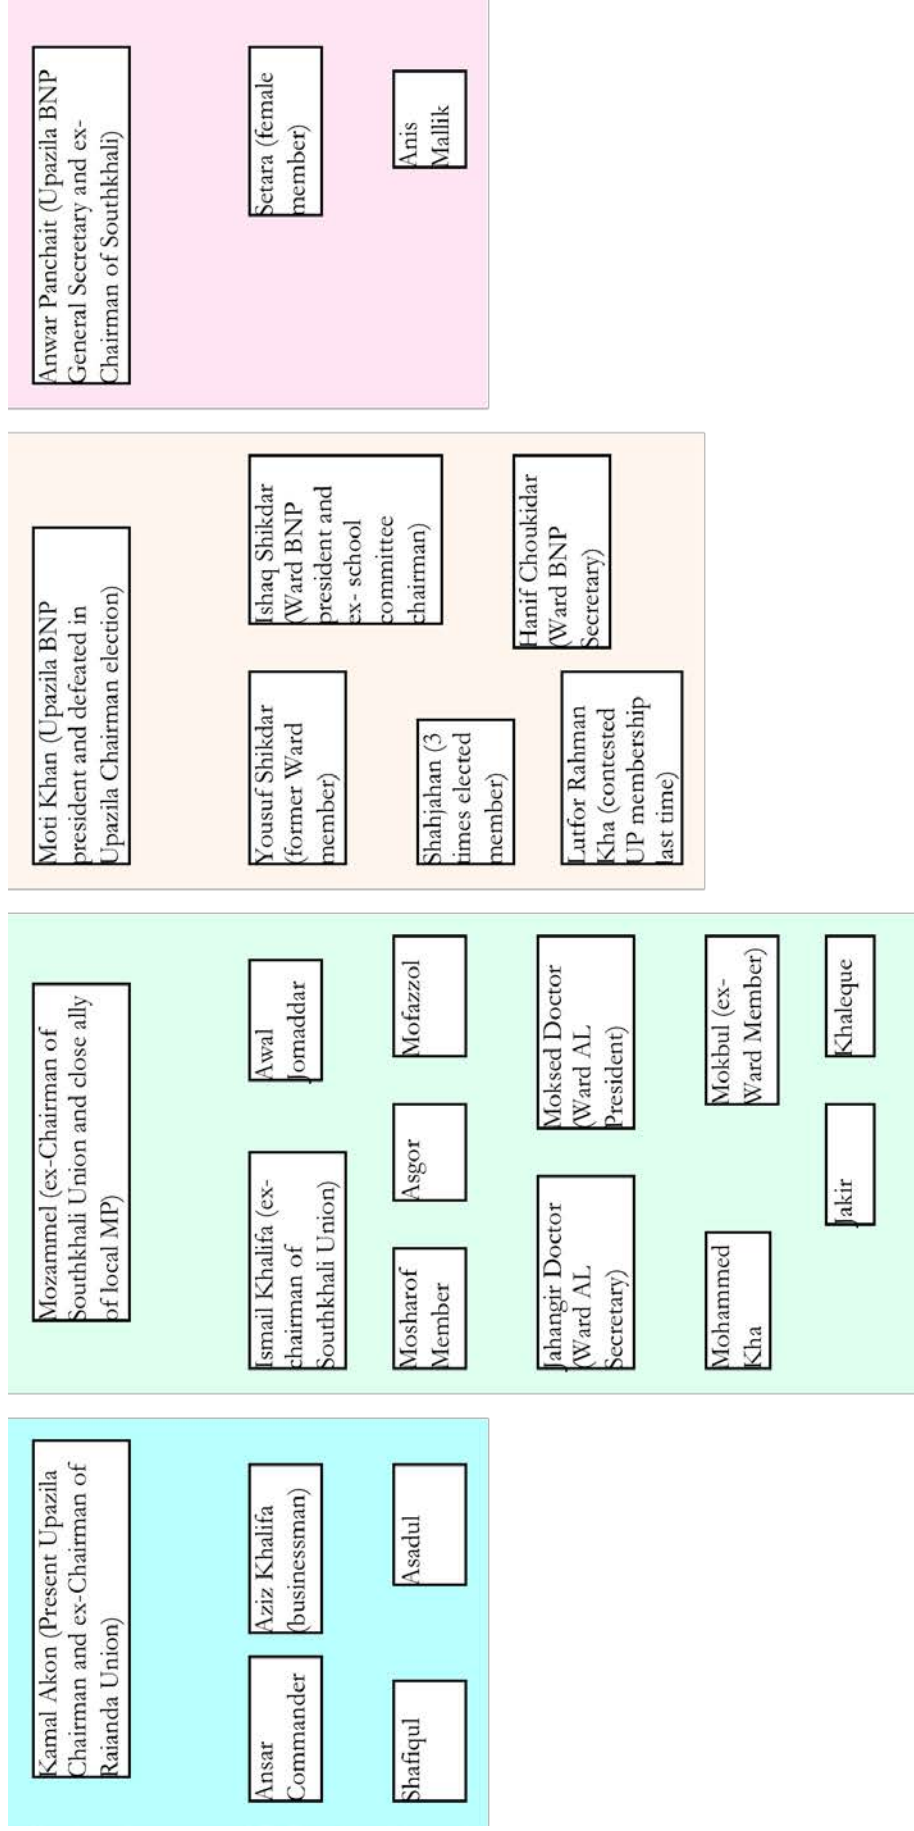 Kamal Akon (Present Upazila
Chairman and ex-Chairman of
Raianda Union)
Ansar
Commander
Aziz Khalifa
(businessman)
Shafiqul
Asadul
Mozammel (ex-Chairman of
Southkhali Union and close ally
of local MP)
Ismail Khalifa (ex-
chairman of
Southkhali Union)
Awal
Jomaddar
Mosharof
Member
Asgor
Mofazzol
Jahangir Doctor
(Ward AL
Secretary)
Moksed Doctor
(Ward AL
President)
Mohammed
Kha
Mokbul (ex-
Ward Member)
Jakir
Khaleque
Moti Khan (Upazila BNP
president and defeated in
Upazila Chairman election)
Yousuf Shikdar
(former Ward
member)
Ishaq Shikdar
(Ward BNP
president and
ex- school
committee
chairman)
Shahjahan (3
times elected
member)
Hanif Choukidar
(Ward BNP
Secretary)
Lutfor Rahman
Kha (contested
UP membership
last time)
Anwar Panchait (Upazila BNP
General Secretary and ex-
Chairman of Southkhali)
Setara (female
member)
Anis
Mallik